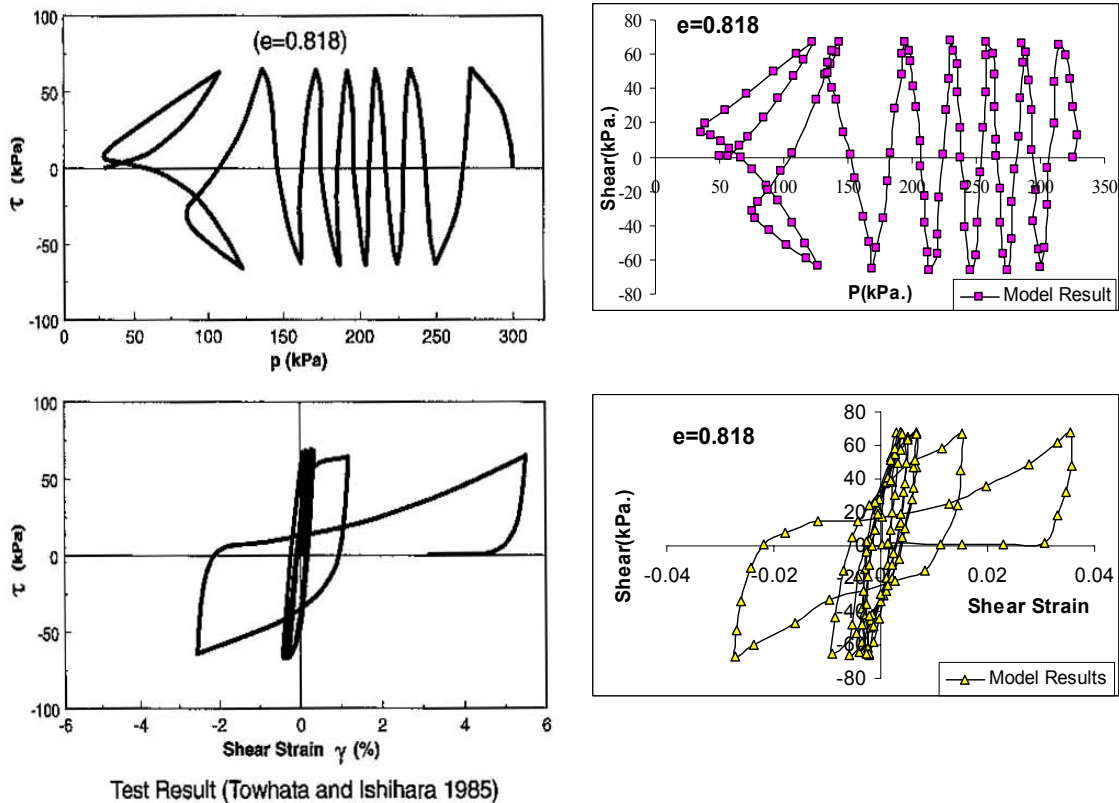 (e=0.818)
100
50
0
-50
-100
τ (kPa)
0 50 100 150 200 250 300
p (kPa)
e=0.818
80
60
40
20
0
-20
-40
-60
-80
Shear(kPa.)
0 50 100 150 200 250 300 350
P(kPa.)
Model Result
100
50
0
-50
-100
τ (kPa)
-6 -4 -2 0 2 4 6
Shear Strain γ (%)
Test Result (Towhata and Ishihara 1985)
e=0.818
80
60
40
20
0
-20
-40
-60
-80
Shear(kPa.)
-0.04 -0.02 0 0.02 0.04
Shear Strain
Model Results